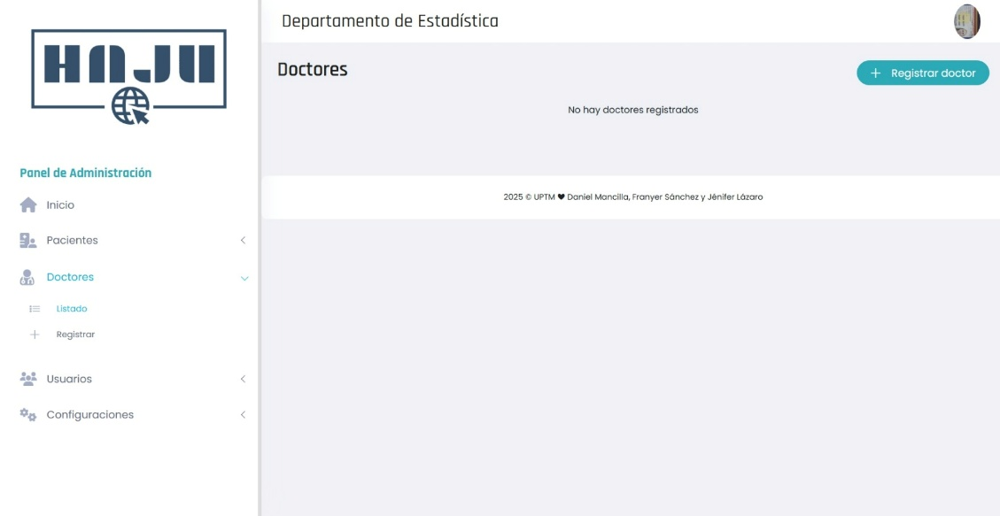 HNJU
Departamento de Estadística
Doctores
Registrar doctor
No hay doctores registrados
Panel de Administración
Inicio
Pacientes
Doctores
Listado
Registrar
Usuarios
Configuraciones
2025 © UPTM ♥ Daniel Mancilla, Franyer Sánchez y Jénifer Lázaro